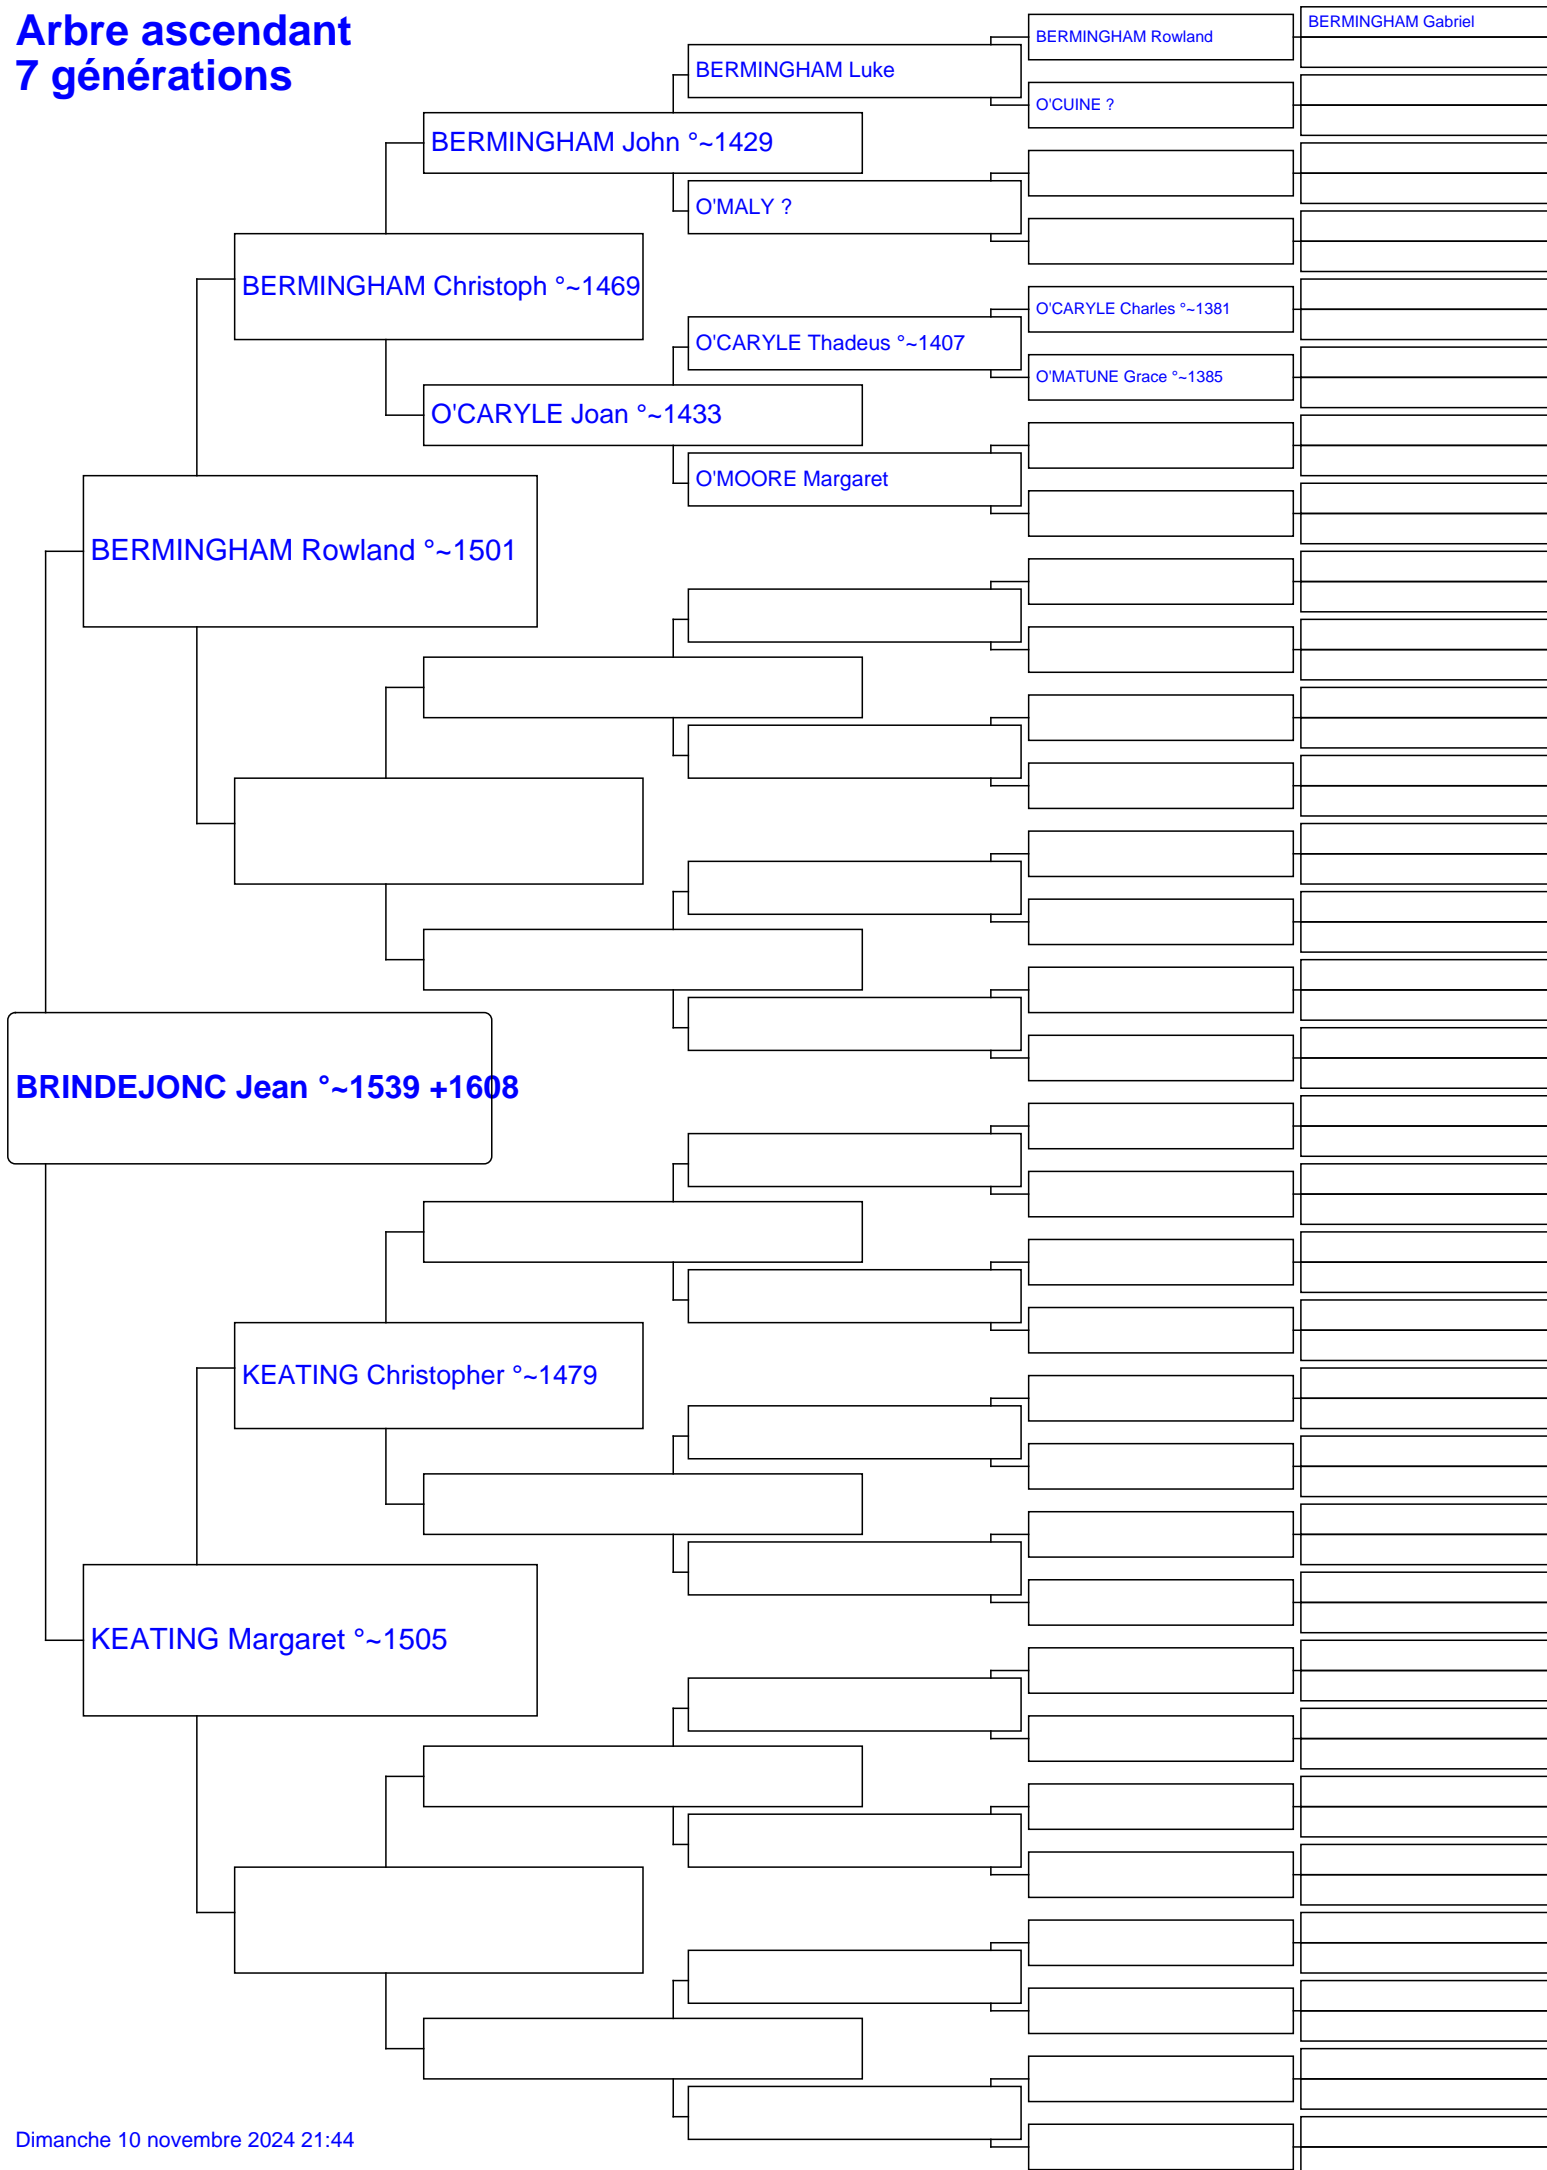 Arbre ascendant
7 générations
BERMINGHAM Gabriel
BERMINGHAM Rowland
BERMINGHAM Luke
O'CUINE ?
BERMINGHAM John °~1429
O'MALY ?
BERMINGHAM Christoph °~1469
O'CARYLE Charles °~1381
O'CARYLE Thadeus °~1407
O'MATUNE Grace °~1385
O'CARYLE Joan °~1433
O'MOORE Margaret
BERMINGHAM Rowland °~1501
BRINDEJONC Jean °~1539 +1608
KEATING Christopher °~1479
KEATING Margaret °~1505
Dimanche 10 novembre 2024 21:44